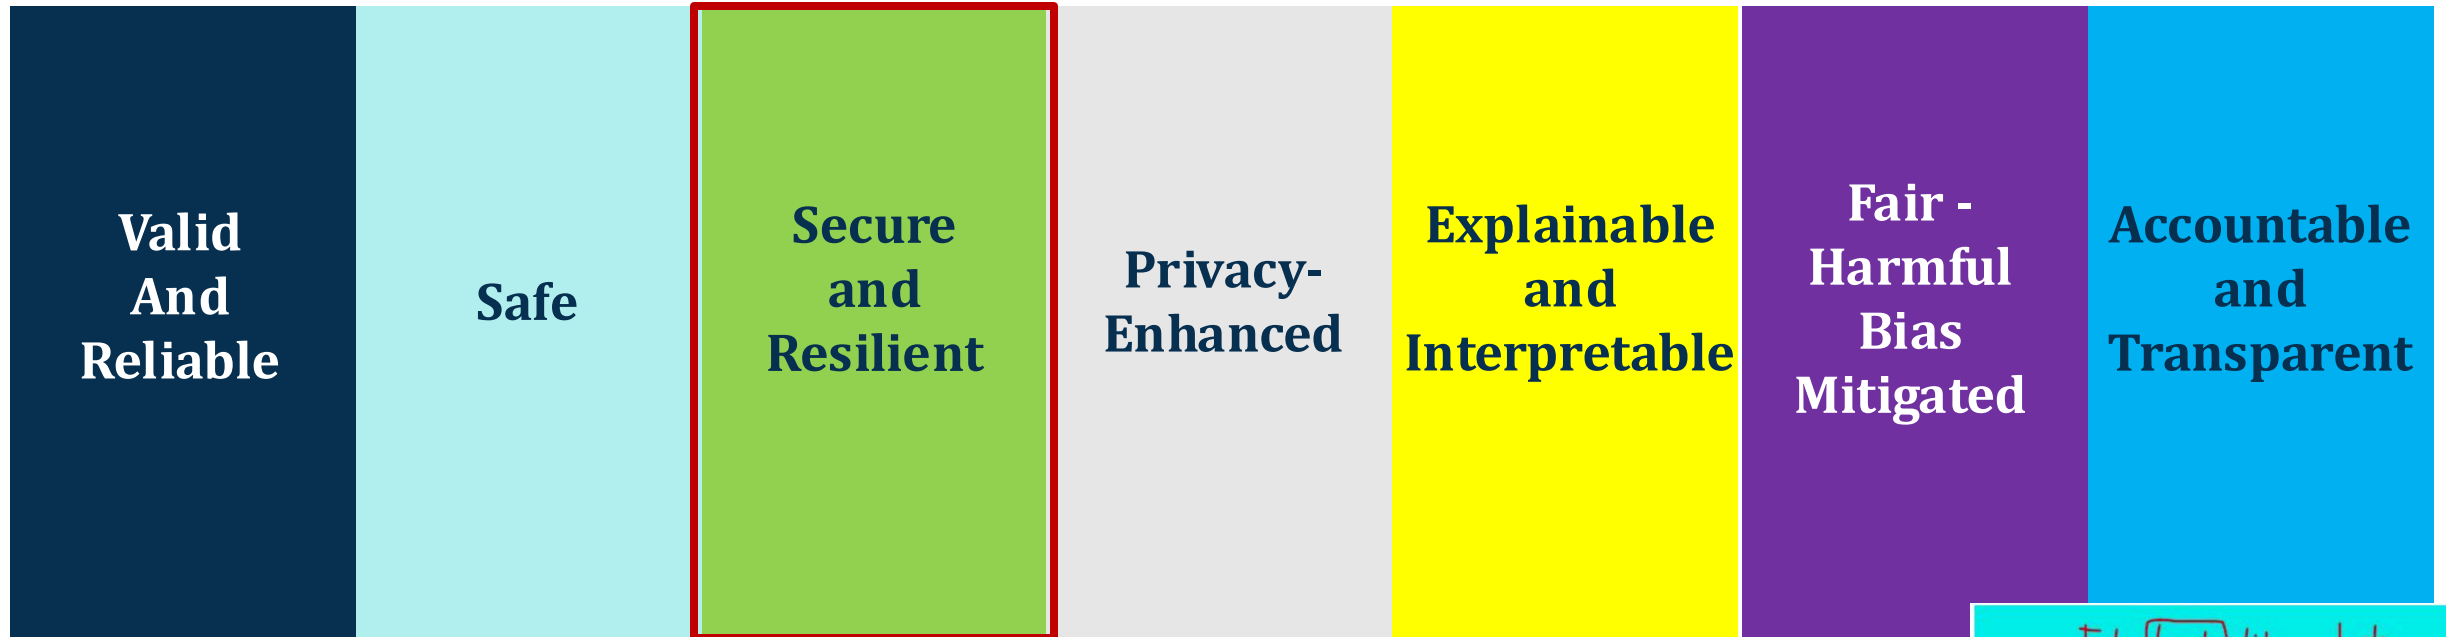 Valid
And
Reliable
Safe
Secure
and
Resilient
Privacy-
Enhanced
Explainable
and
Interpretable
Fair -
Harmful
Bias
Mitigated
Accountable
and
Transparent